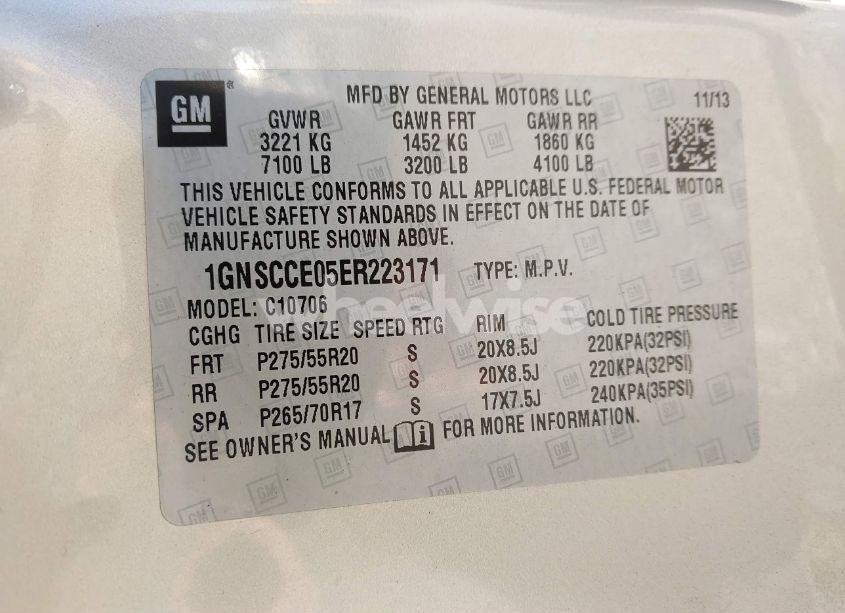 GM
MFD BY GENERAL MOTORS LLC 11/13
GVWR GAWR FRT GAWR RR
3221 KG 1452 KG 1860 KG
7100 LB 3200 LB 4100 LB
THIS VEHICLE CONFORMS TO ALL APPLICABLE U.S. FEDERAL MOTOR
VEHICLE SAFETY STANDARDS IN EFFECT ON THE DATE OF
MANUFACTURE SHOWN ABOVE.
1GNSCCE05ER223171 TYPE: M.P.V.
MODEL: C10706
wheelwise
CGHG TIRE SIZE SPEED RTG RIM COLD TIRE PRESSURE
FRT P275/55R20 S 20X8.5J 220KPA(32PSI)
RR P275/55R20 S 20X8.5J 220KPA(32PSI)
SPA P265/70R17 S 17X7.5J 240KPA(35PSI)
SEE OWNER'S MANUAL FOR MORE INFORMATION.